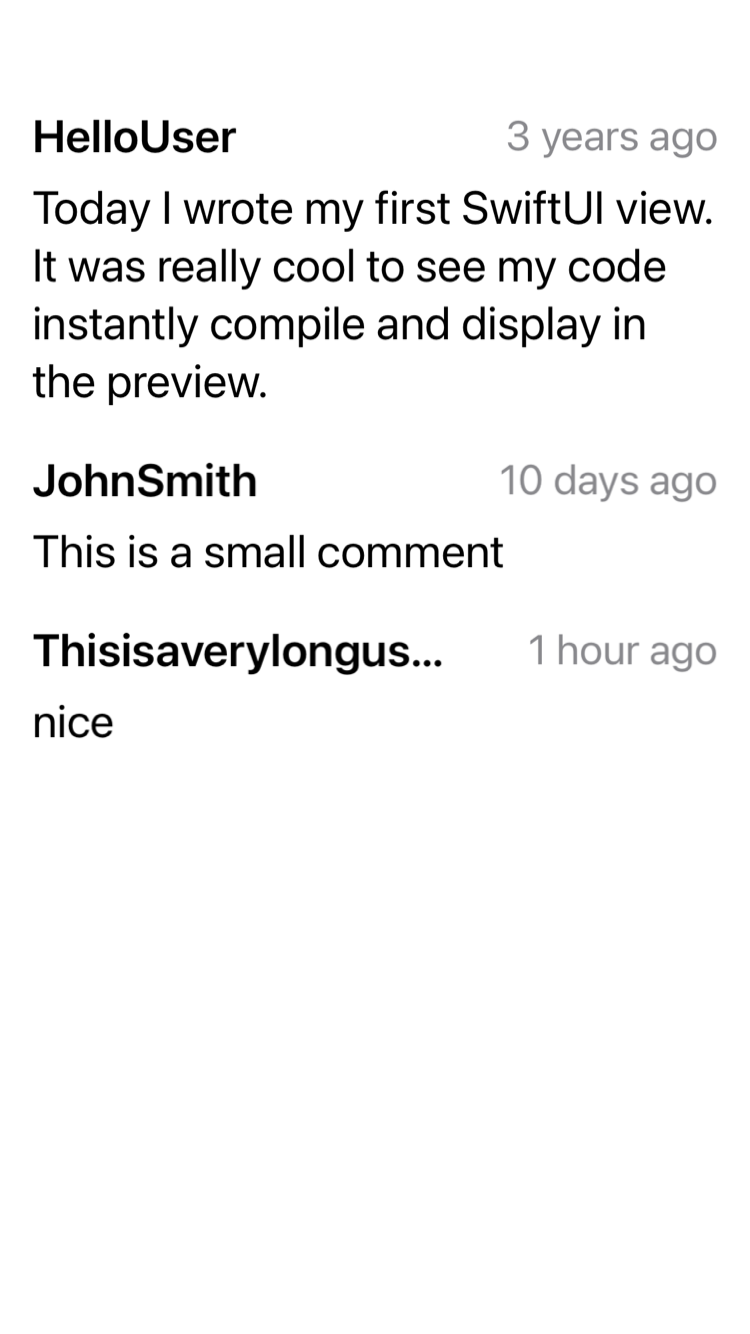 HelloUser 3 years ago
Today I wrote my first SwiftUI view.
It was really cool to see my code
instantly compile and display in
the preview.
JohnSmith 10 days ago
This is a small comment
Thisisaverylongus... 1 hour ago
nice